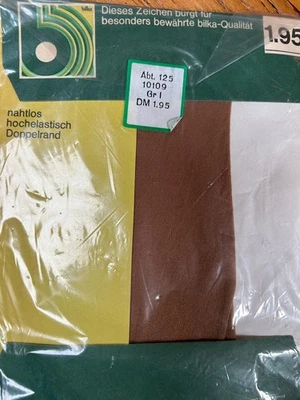 Dieses Zeichen bürgt für
besonders bewährte bilka-Qualität
1.95
Abt. 125
10109
Gr I
DM 1.95
nahtlos
hochelastisch
Doppelrand